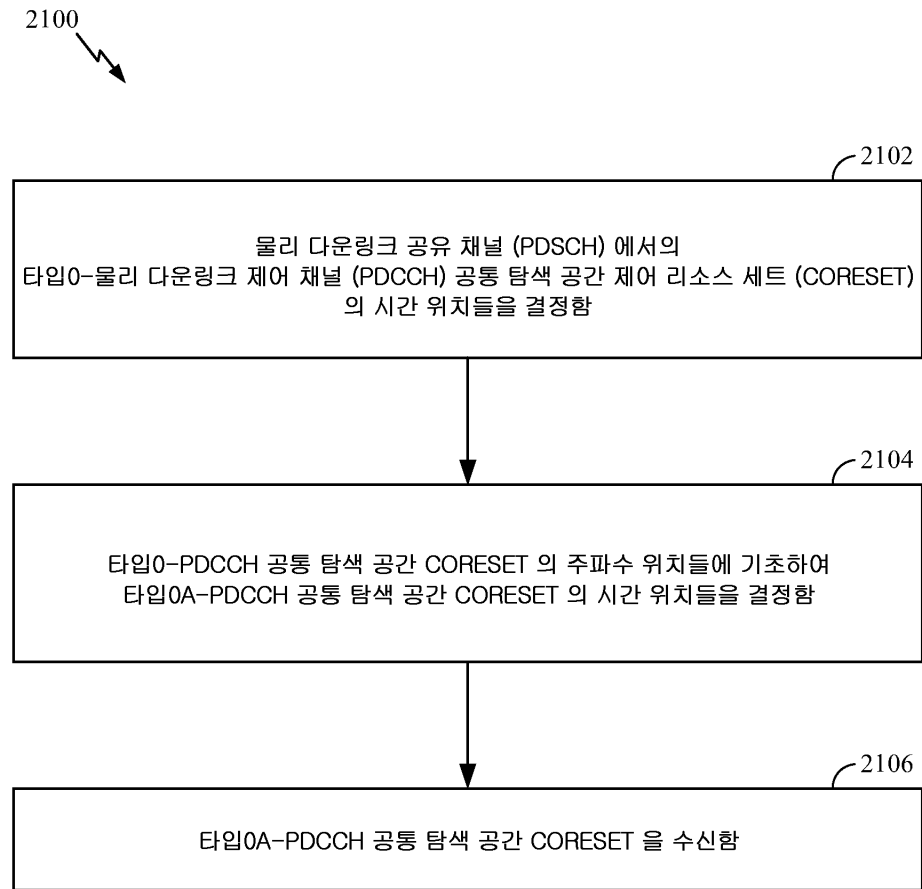 2100
2102
물리 다운링크 공유 채널 (PDSCH) 에서의
타입0-물리 다운링크 제어 채널 (PDCCH) 공통 탐색 공간 제어 리소스 세트 (CORESET)
의 시간 위치들을 결정함
2104
타입0-PDCCH 공통 탐색 공간 CORESET 의 주파수 위치들에 기초하여
타입0A-PDCCH 공통 탐색 공간 CORESET 의 시간 위치들을 결정함
2106
타입0A-PDCCH 공통 탐색 공간 CORESET 을 수신함